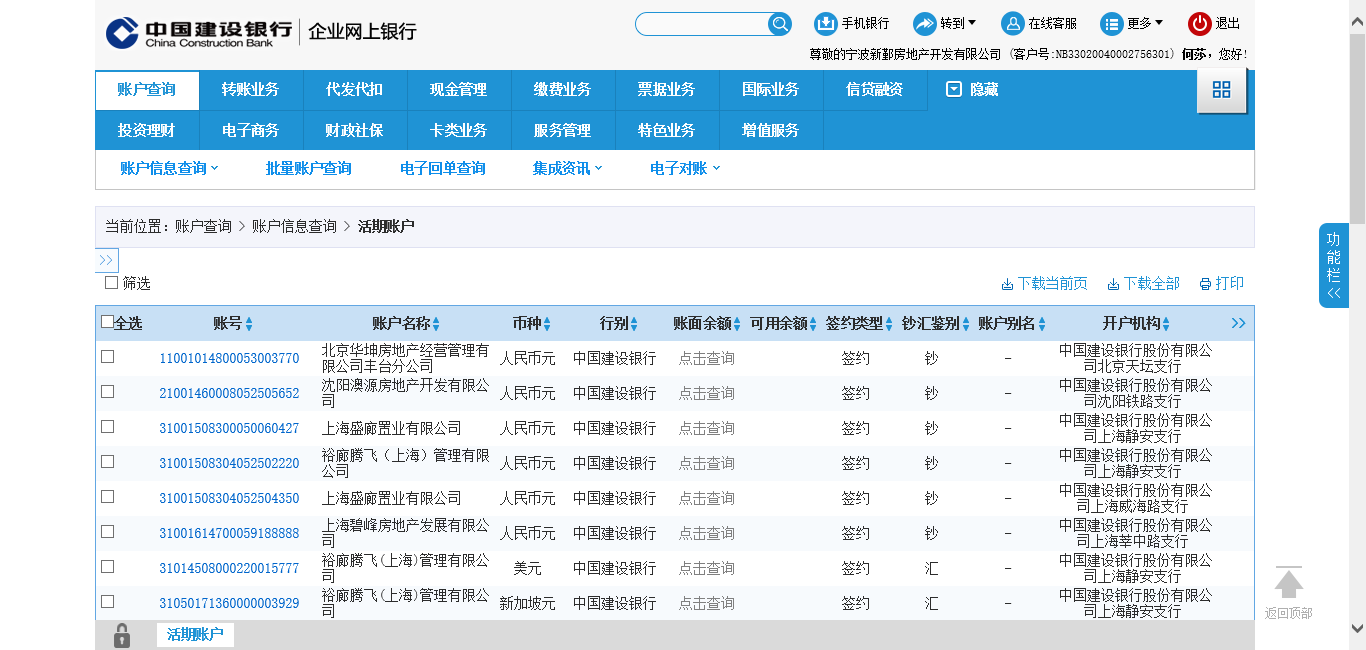 中国建设银行 企业网上银行 手机银行 转到 在线客服 更多 退出
China Construction Bank
尊敬的宁波新鄞房地产开发有限公司 (客户号:NB33020040002756301) 何莎，您好!
账户查询 转账业务 代发代扣 现金管理 缴费业务 票据业务 国际业务 信贷融资 隐藏
投资理财 电子商务 财政社保 卡类业务 服务管理 特色业务 增值服务
账户信息查询 批量账户查询 电子回单查询 集成资讯 电子对账
当前位置：账户查询 > 账户信息查询 > 活期账户
功能栏
筛选 下载当前页 下载全部 打印
全选 账号 账户名称 币种 行别 账面余额 可用余额 签约类型 钞汇鉴别 账户别名 开户机构
11001014800053003770 北京华坤房地产经营管理有限公司丰台分公司 人民币元 中国建设银行 点击查询 签约 钞 - 中国建设银行股份有限公司北京天坛支行
21001460008052505652 沈阳澳源房地产开发有限公司 人民币元 中国建设银行 点击查询 签约 钞 - 中国建设银行股份有限公司沈阳铁路支行
31001508300050060427 上海盛廊置业有限公司 人民币元 中国建设银行 点击查询 签约 钞 - 中国建设银行股份有限公司上海静安支行
31001508304052502220 裕廊腾飞（上海）管理有限公司 人民币元 中国建设银行 点击查询 签约 钞 - 中国建设银行股份有限公司上海静安支行
31001508304052504350 上海盛廊置业有限公司 人民币元 中国建设银行 点击查询 签约 钞 - 中国建设银行股份有限公司上海威海路支行
31001614700059188888 上海碧峰房地产发展有限公司 人民币元 中国建设银行 点击查询 签约 钞 - 中国建设银行股份有限公司上海莘中路支行
31014508000220015777 裕廊腾飞(上海)管理有限公司 美元 中国建设银行 点击查询 签约 汇 - 中国建设银行股份有限公司上海静安支行
31050171360000003929 裕廊腾飞(上海)管理有限公司 新加坡元 中国建设银行 点击查询 签约 汇 - 中国建设银行股份有限公司上海静安支行
返回顶部
活期账户